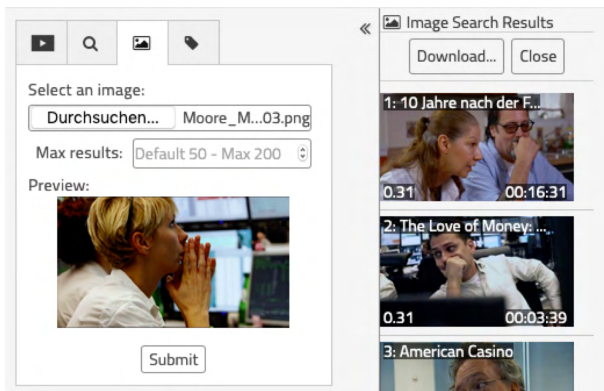 Select an image:
Durchsuchen... Moore_M...03.png
Max results: Default 50 - Max 200
Preview:
Submit
Image Search Results
Download... Close
1: 10 Jahre nach der F...
0.31 00:16:31
2: The Love of Money: ...
0.31 00:03:39
3: American Casino